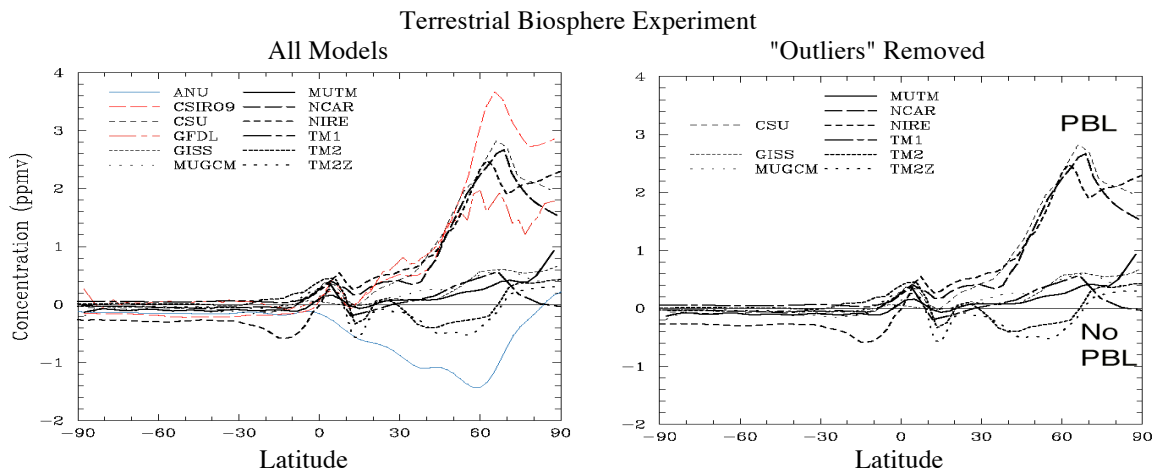 Terrestrial Biosphere Experiment
All Models
"Outliers" Removed
Concentration (ppmv)
4
3
2
1
0
−1
−2
ANU
CSIRO9
CSU
GFDL
GISS
MUGCM
MUTM
NCAR
NIRE
TM1
TM2
TM2Z
−90 −60 −30 0 30 60 90
Latitude
4
3
2
1
0
−1
−2
CSU
GISS
MUGCM
MUTM
NCAR
NIRE
TM1
TM2
TM2Z
PBL
No
PBL
−90 −60 −30 0 30 60 90
Latitude